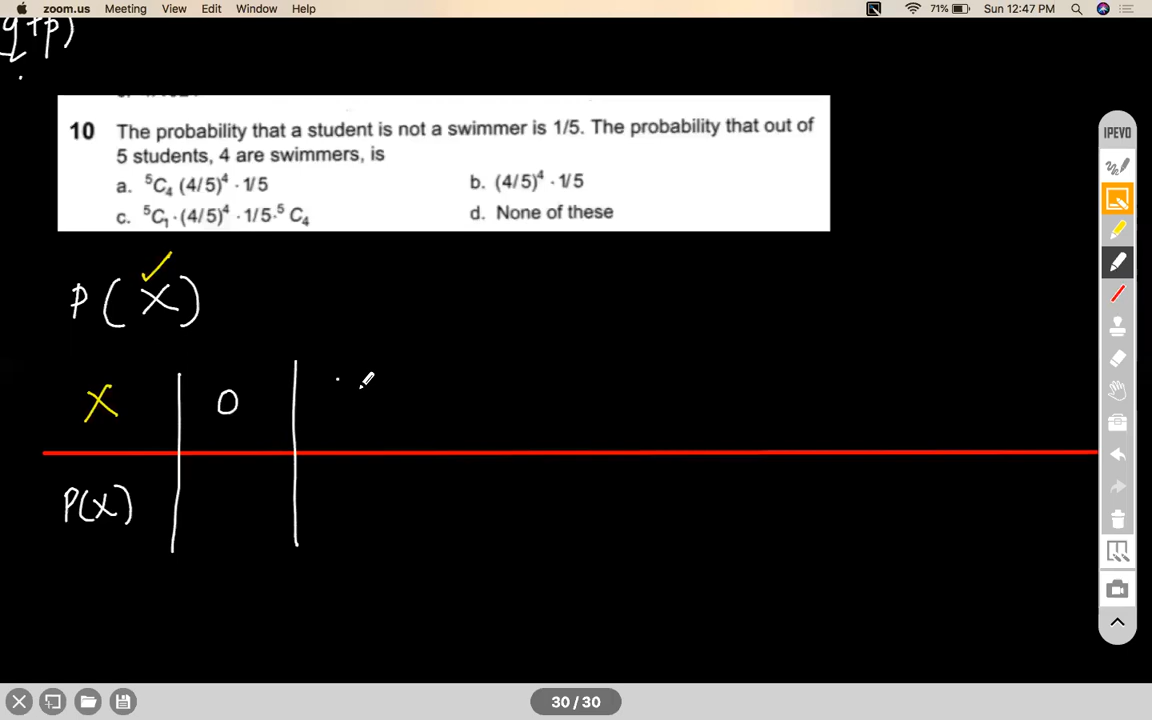 zoom.us Meeting View Edit Window Help 71% Sun 12:47 PM
q+p)
10 The probability that a student is not a swimmer is 1/5. The probability that out of
5 students, 4 are swimmers, is
a. ⁵C₄ (4/5)⁴ · 1/5 b. (4/5)⁴ · 1/5
c. ⁵C₁ · (4/5)⁴ · 1/5 · ⁵C₄ d. None of these
P(X)
X 0
P(X)
IPEVO
30 / 30